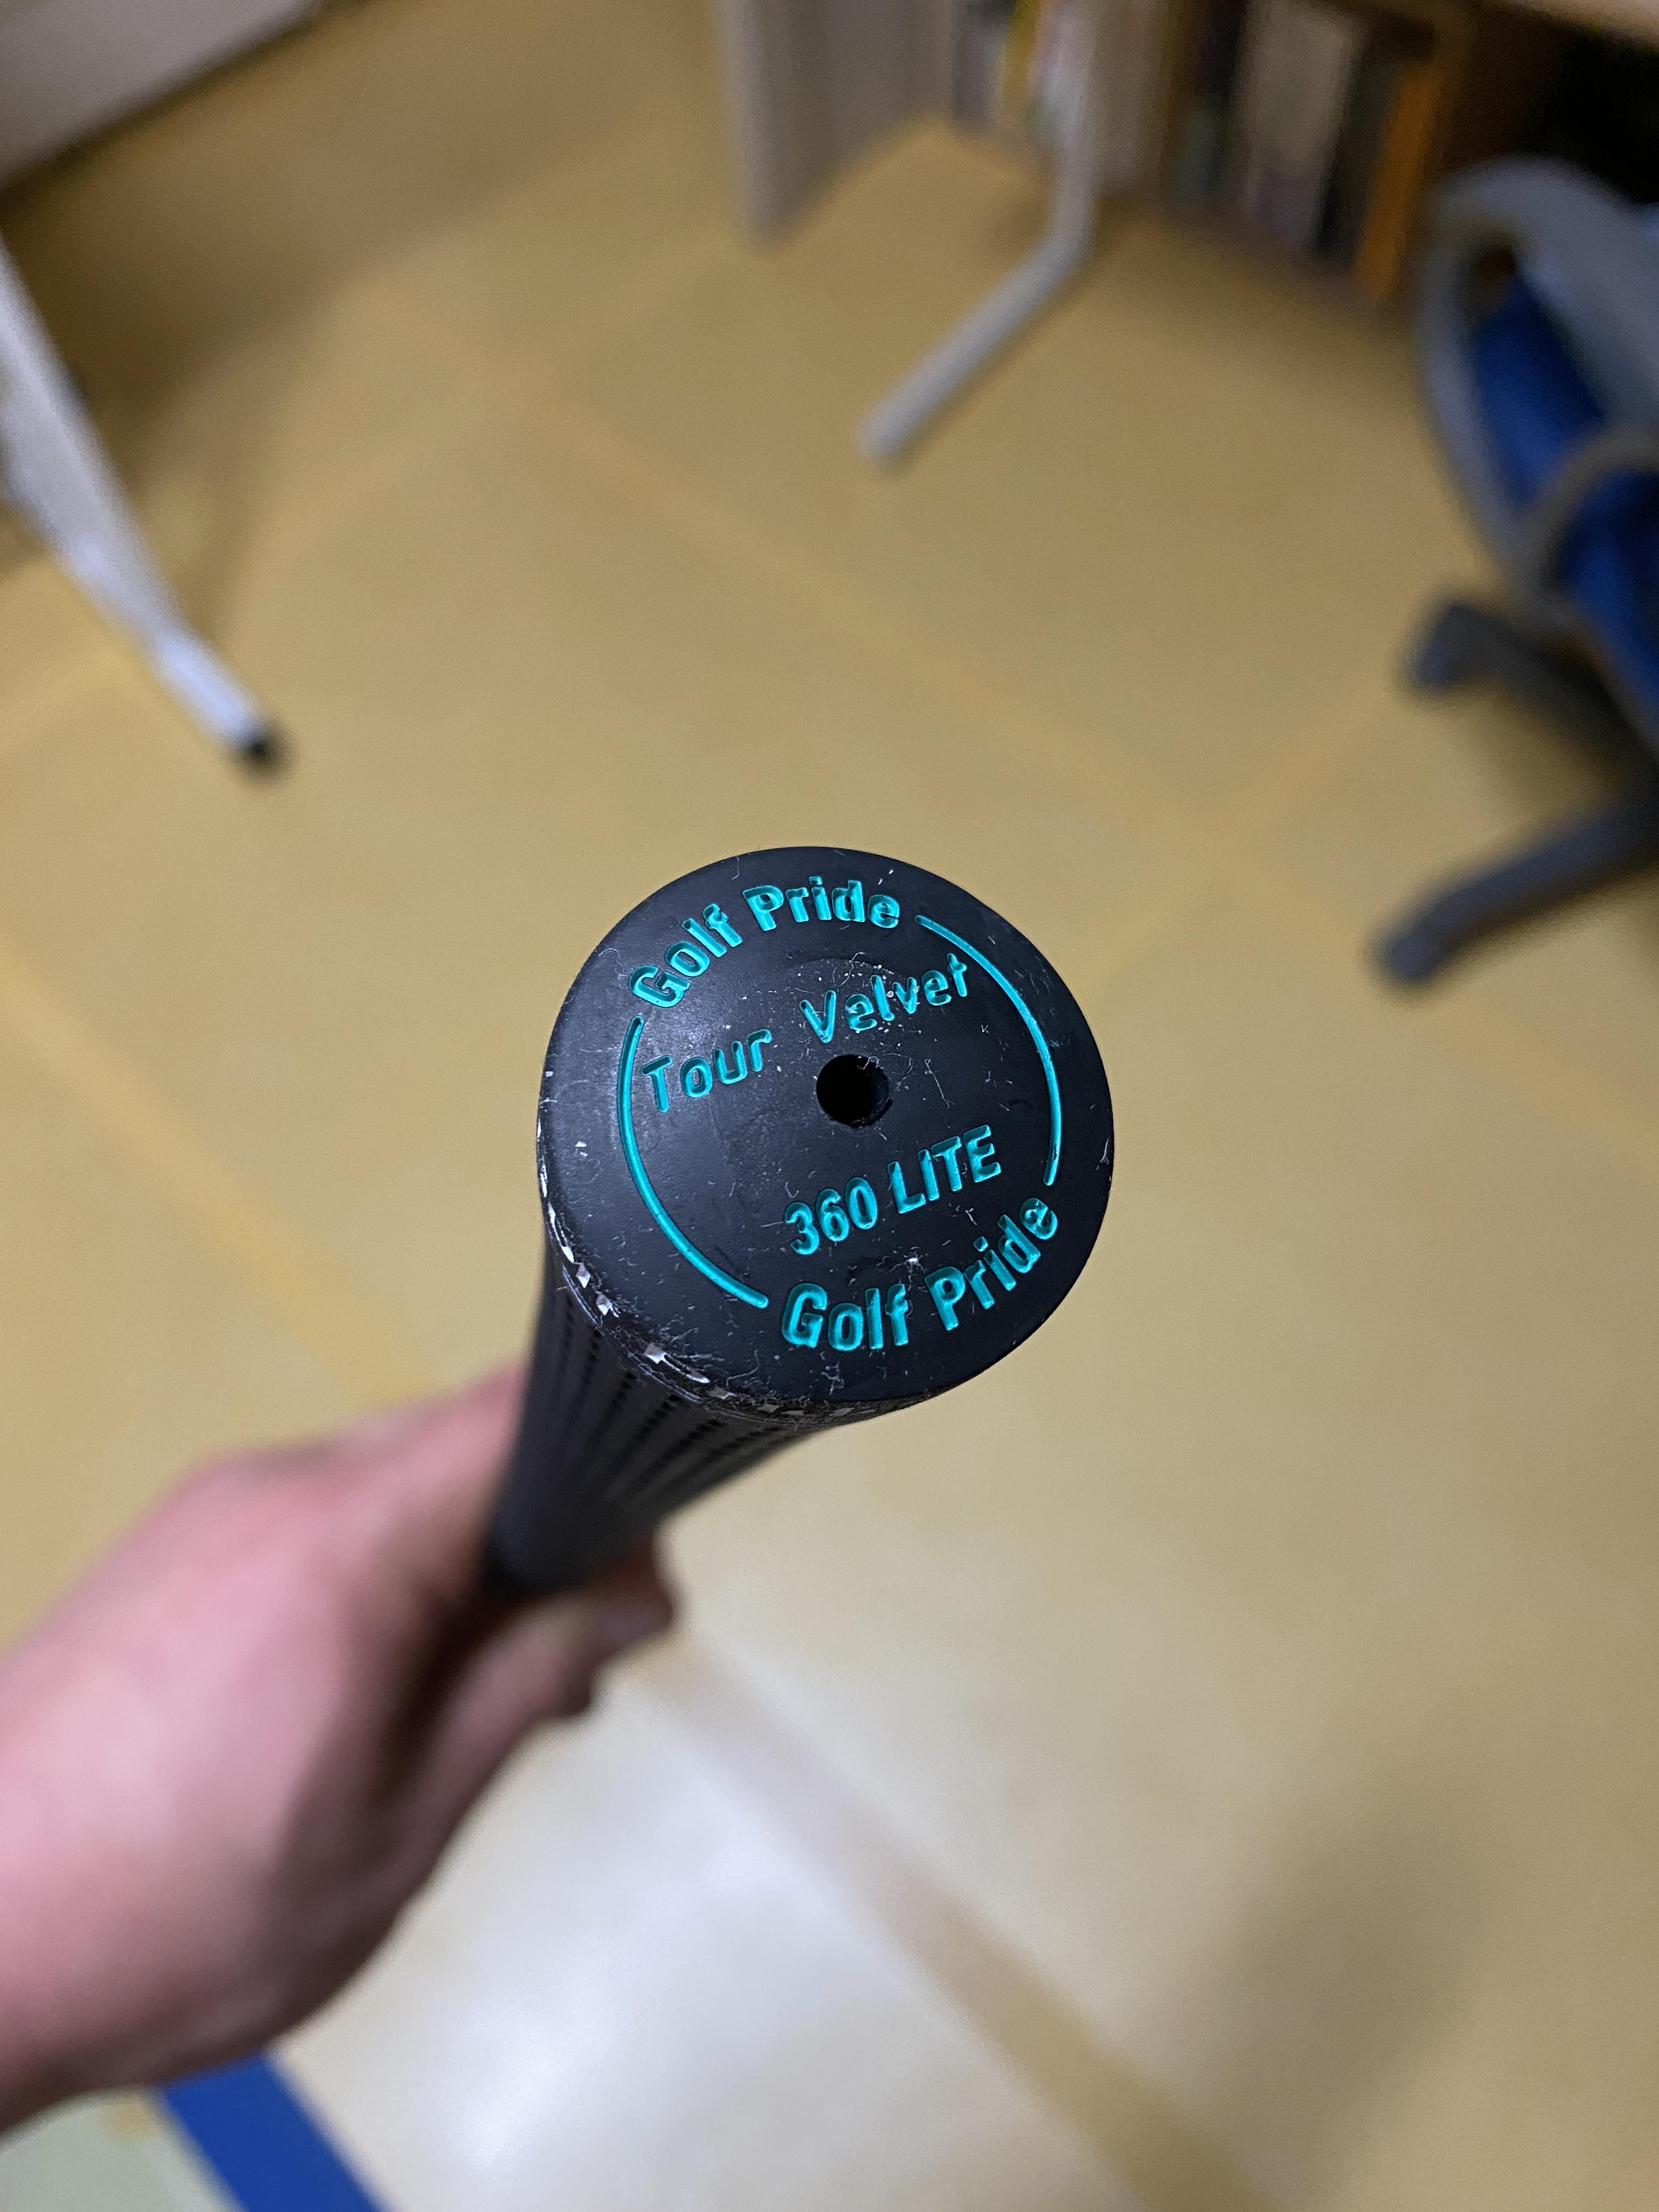 Golf Pride
Tour Velvet
360 LITE
Golf Pride